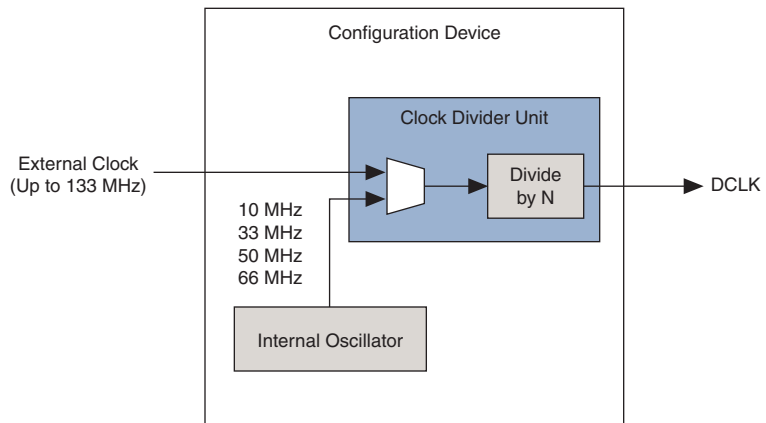 Configuration Device
Clock Divider Unit
External Clock
(Up to 133 MHz)
Divide
by N
DCLK
10 MHz
33 MHz
50 MHz
66 MHz
Internal Oscillator